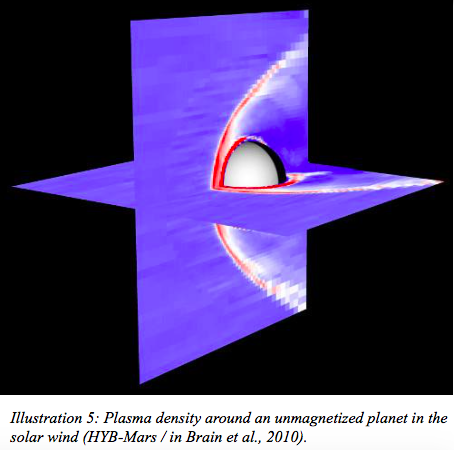 Illustration 5: Plasma density around an unmagnetized planet in the
solar wind (HYB-Mars / in Brain et al., 2010).